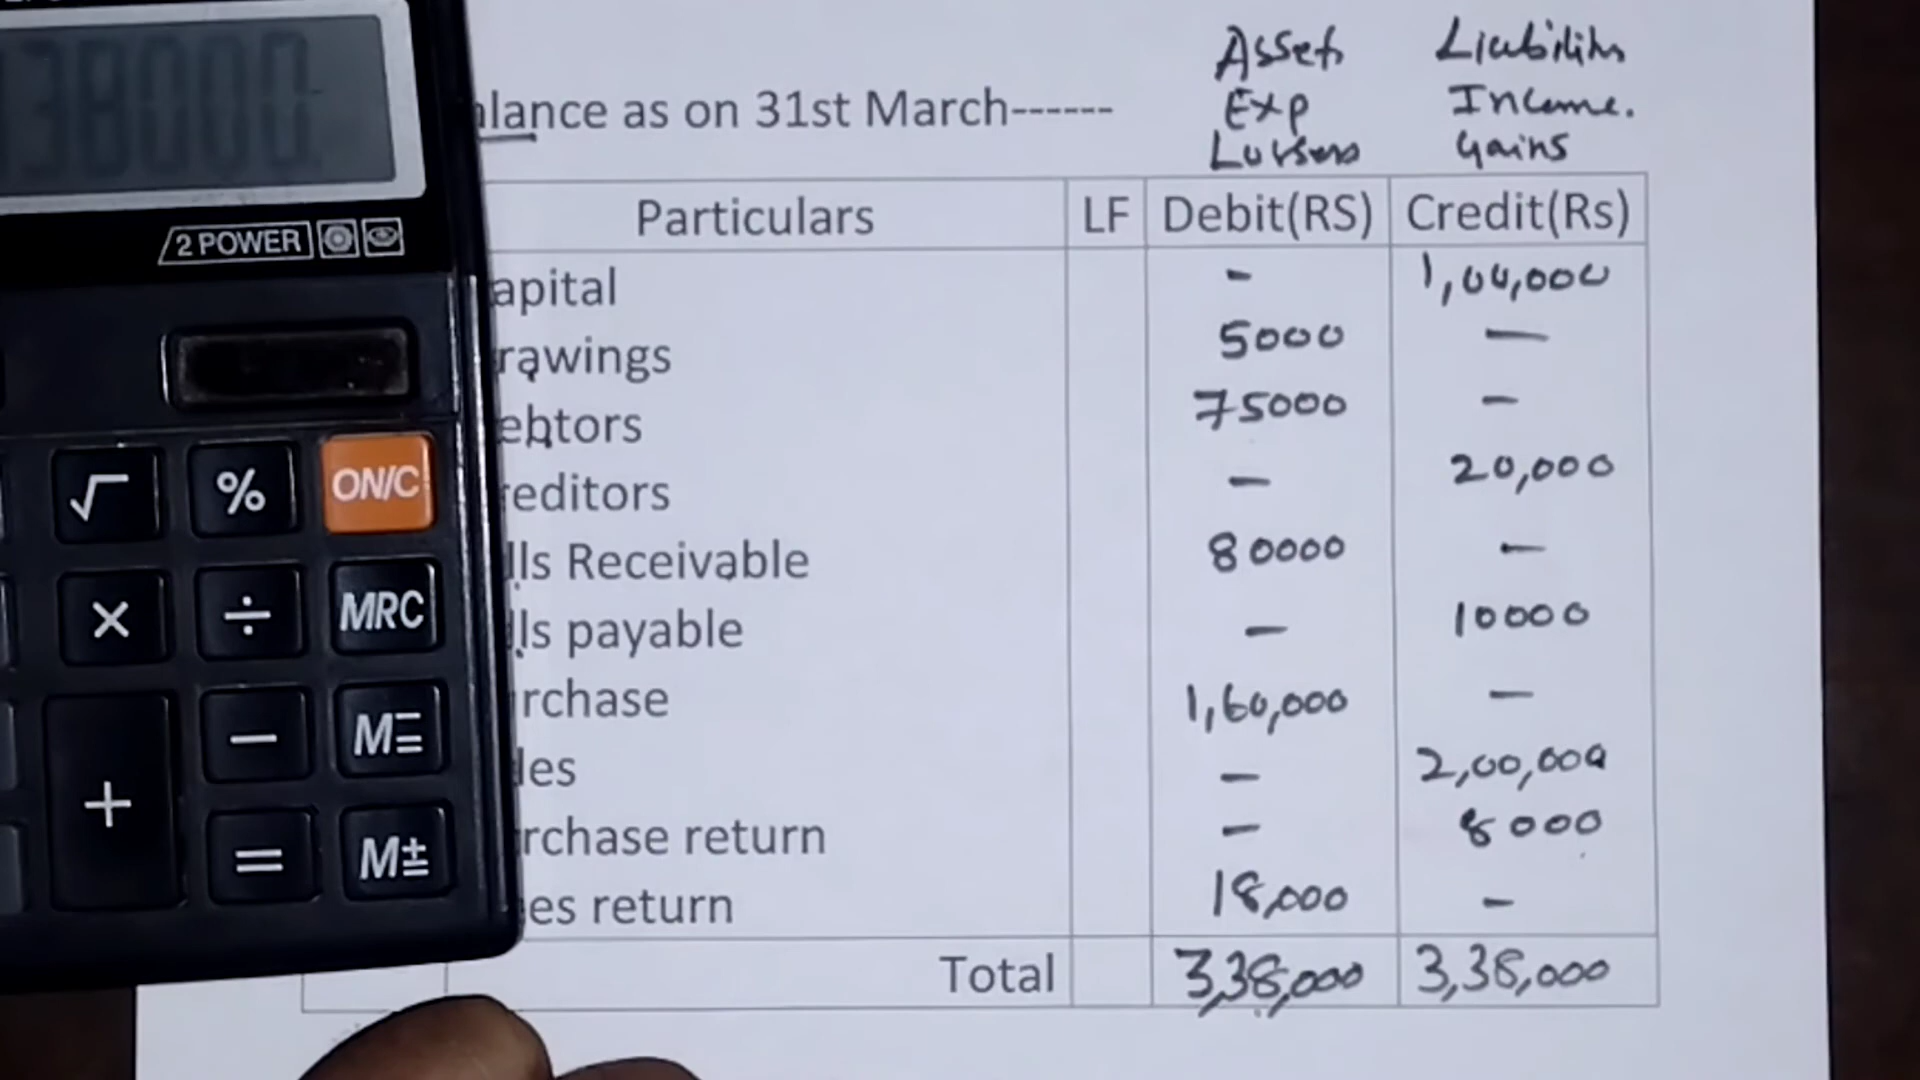 38000.
2 POWER
√ % ON/C
× ÷ MRC
+ − M=
= M±
Assets Liabilitis
Exp Income.
Lossess Gains
alance as on 31st March------
Particulars LF Debit(RS) Credit(Rs)
apital - 1,00,000
rawings 5000 —
ebtors 75000 -
reditors — 20,000
lls Receivable 80000 —
lls payable — 10000
rchase 1,60,000 —
les — 2,00,000
rchase return — 8000
es return 18,000 -
Total 3,38,000 3,38,000